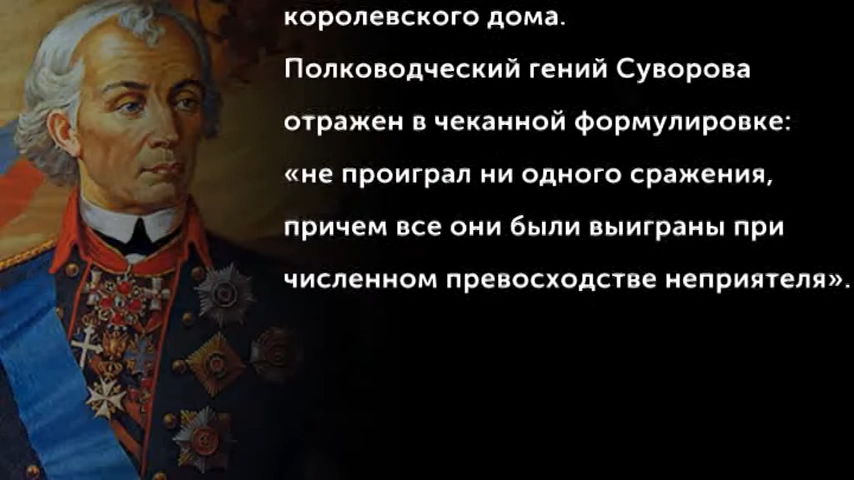 королевского дома.
Полководческий гений Суворова
отражен в чеканной формулировке:
«не проиграл ни одного сражения,
причем все они были выиграны при
численном превосходстве неприятеля».